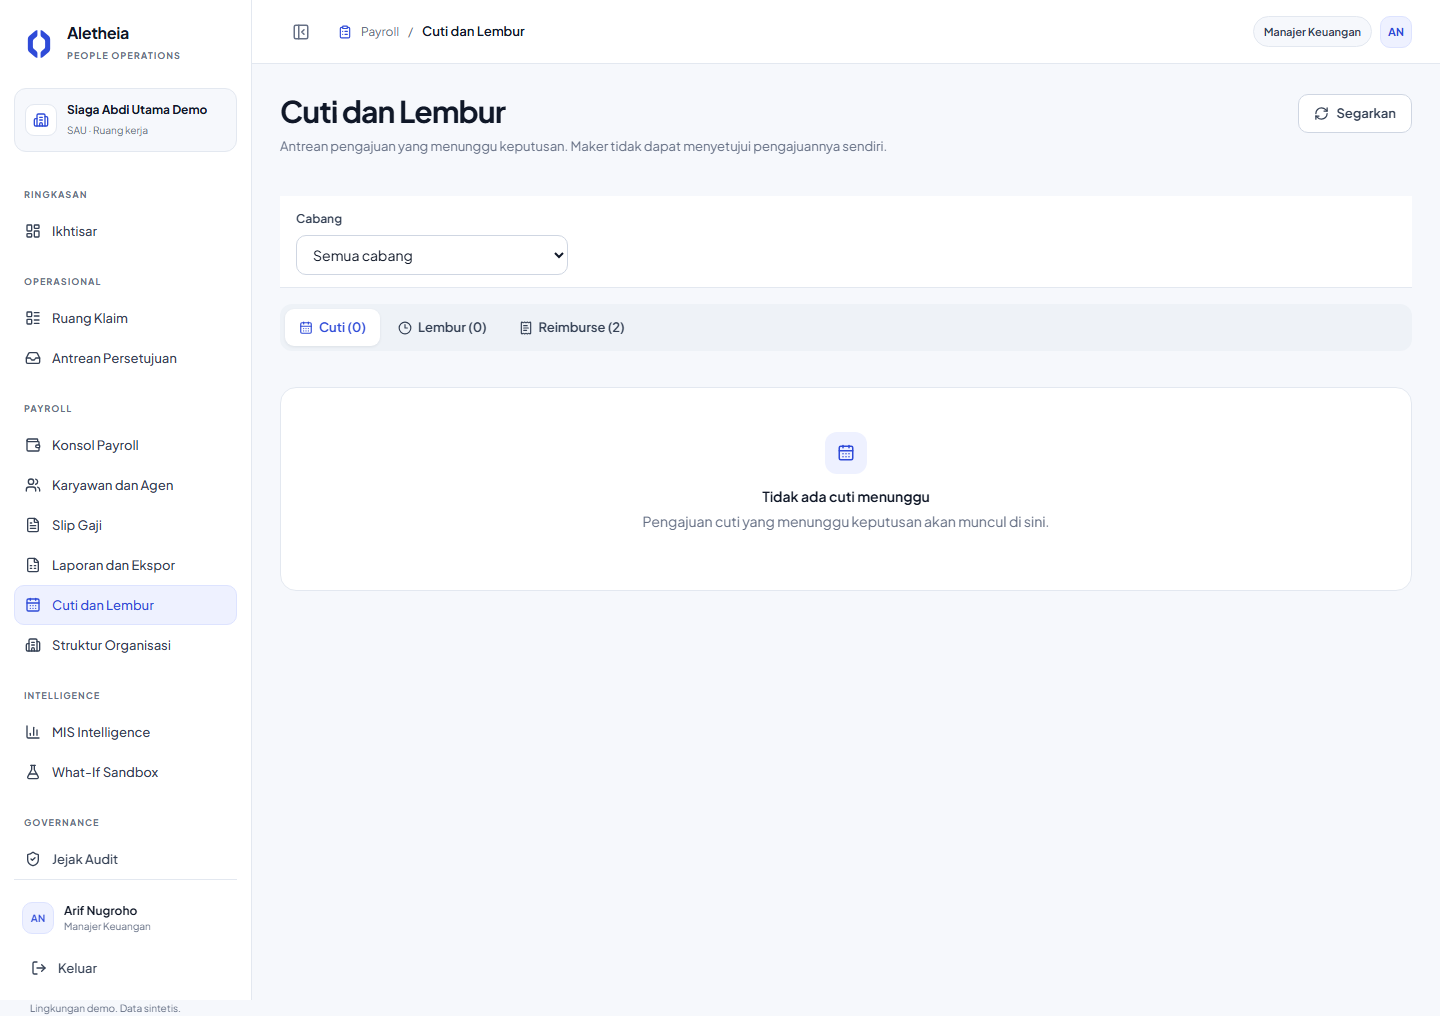 Aletheia
PEOPLE OPERATIONS
Siaga Abdi Utama Demo
SAU · Ruang kerja
RINGKASAN
Ikhtisar
OPERASIONAL
Ruang Klaim
Antrean Persetujuan
PAYROLL
Konsol Payroll
Karyawan dan Agen
Slip Gaji
Laporan dan Ekspor
Cuti dan Lembur
Struktur Organisasi
INTELLIGENCE
MIS Intelligence
What-If Sandbox
GOVERNANCE
Jejak Audit
AN
Arif Nugroho
Manajer Keuangan
Keluar
Lingkungan demo. Data sintetis.
Payroll / Cuti dan Lembur
Manajer Keuangan
AN
Cuti dan Lembur
Segarkan
Antrean pengajuan yang menunggu keputusan. Maker tidak dapat menyetujui pengajuannya sendiri.
Cabang
Semua cabang
Cuti (0)
Lembur (0)
Reimburse (2)
Tidak ada cuti menunggu
Pengajuan cuti yang menunggu keputusan akan muncul di sini.